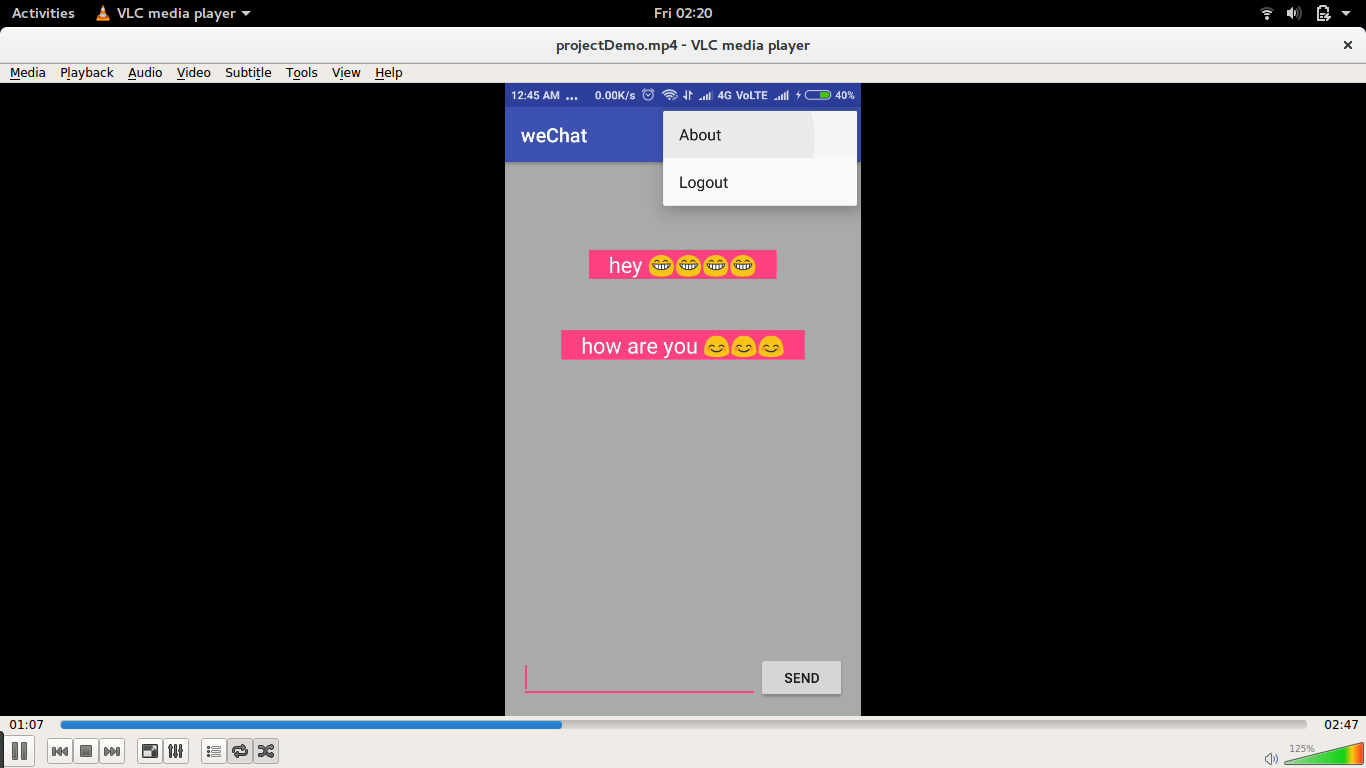 Activities VLC media player Fri 02:20
projectDemo.mp4 - VLC media player ×
Media Playback Audio Video Subtitle Tools View Help
12:45 AM ... 0.00K/s 4G VoLTE 40%
weChat
About
Logout
hey 😁😁😁😁
how are you 😊😊😊
SEND
01:07 02:47
125%